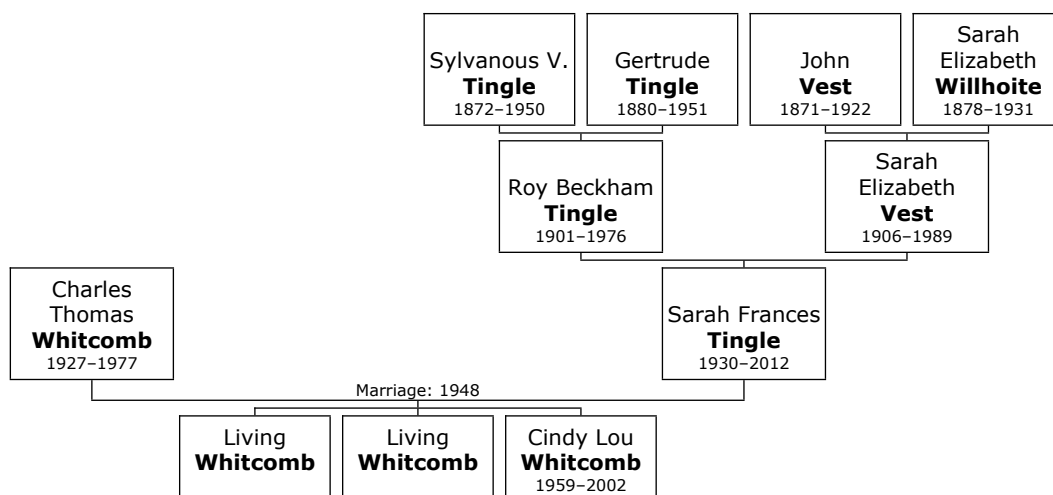 Sylvanous V.
Tingle
1872–1950
Gertrude
Tingle
1880–1951
John
Vest
1871–1922
Sarah
Elizabeth
Willhoite
1878–1931
Roy Beckham
Tingle
1901–1976
Sarah
Elizabeth
Vest
1906–1989
Charles
Thomas
Whitcomb
1927–1977
Sarah Frances
Tingle
1930–2012
Marriage: 1948
Living
Whitcomb
Living
Whitcomb
Cindy Lou
Whitcomb
1959–2002